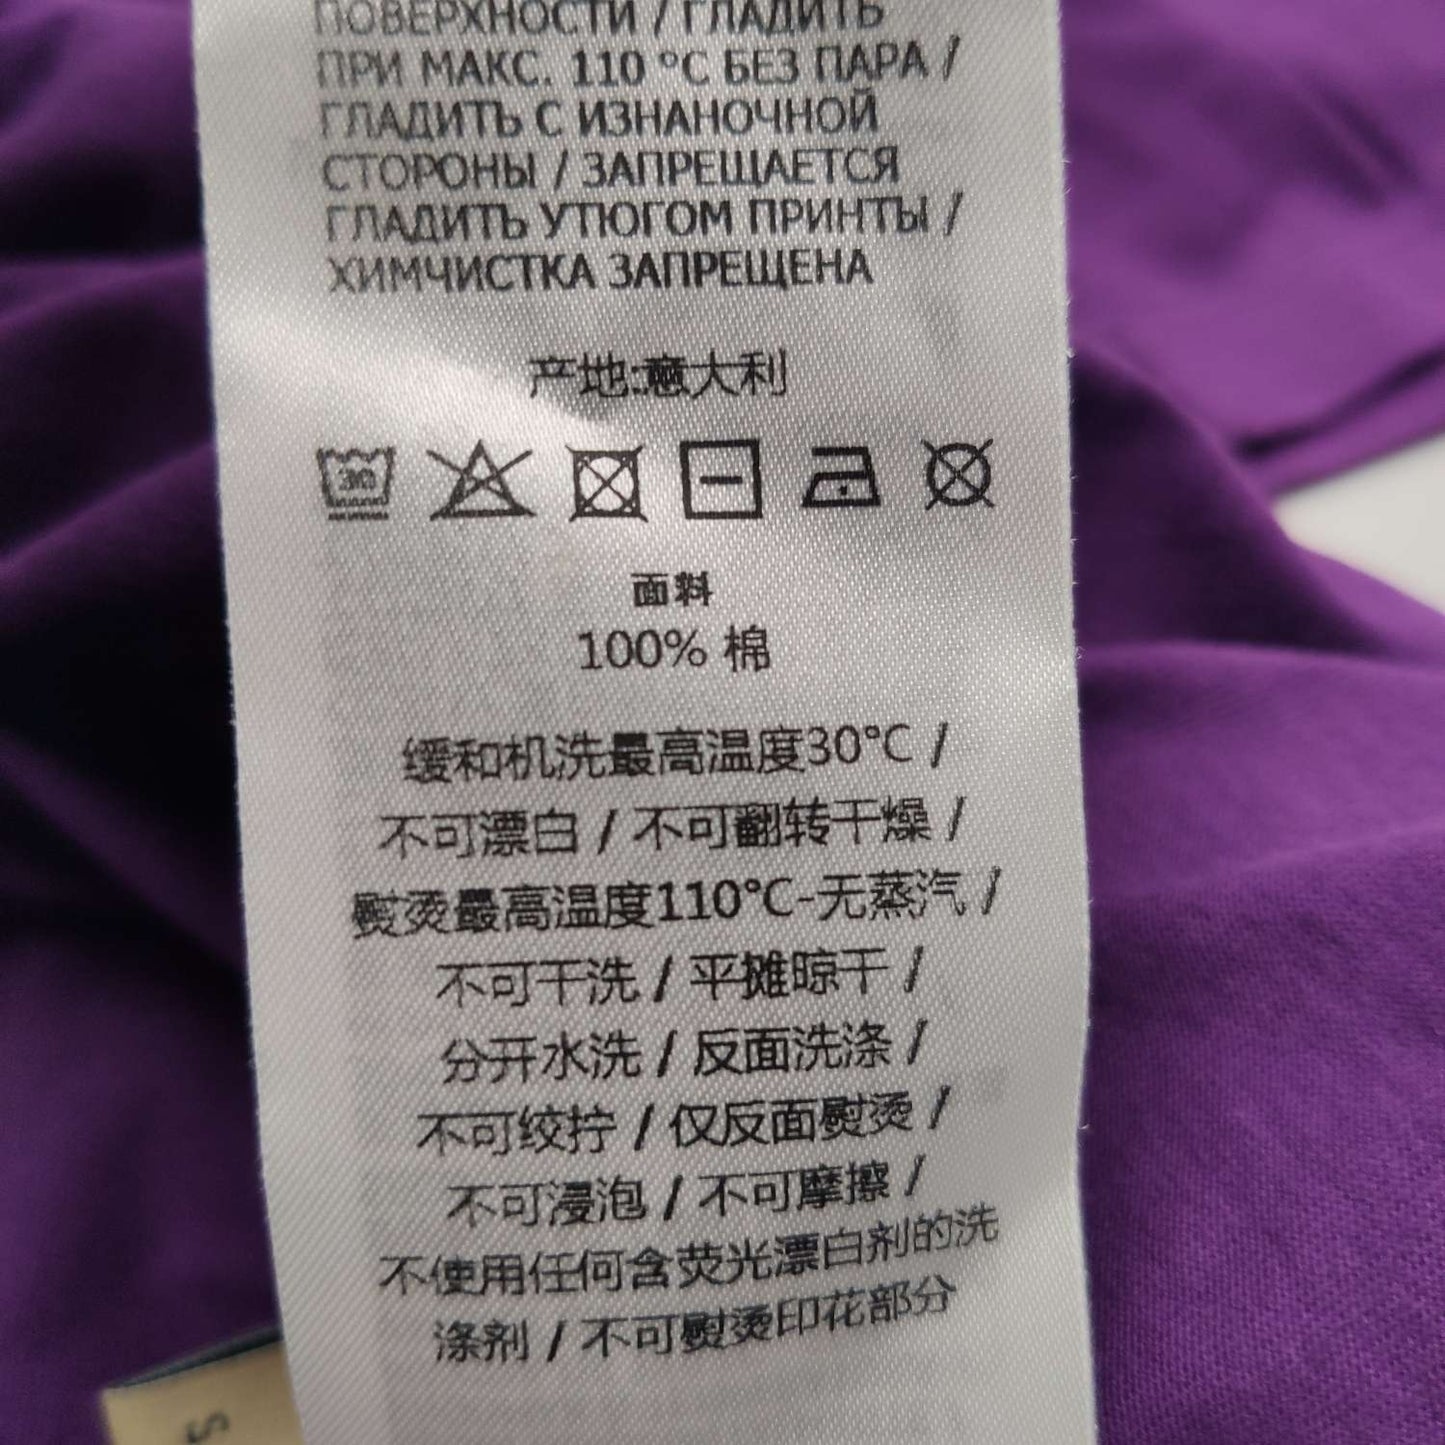 ПОВЕРХНОСТИ / ГЛАДИТЬ
ПРИ МАКС. 110 °C БЕЗ ПАРА /
ГЛАДИТЬ С ИЗНАНОЧНОЙ
СТОРОНЫ / ЗАПРЕЩАЕТСЯ
ГЛАДИТЬ УТЮГОМ ПРИНТЫ /
ХИМЧИСТКА ЗАПРЕЩЕНА
产地:意大利
30
面料
100% 棉
缓和机洗最高温度30°C /
不可漂白 / 不可翻转干燥 /
熨烫最高温度110°C-无蒸汽 /
不可干洗 / 平摊晾干 /
分开水洗 / 反面洗涤 /
不可绞拧 / 仅反面熨烫 /
不可浸泡 / 不可摩擦 /
不使用任何含荧光漂白剂的洗
涤剂 / 不可熨烫印花部分
S